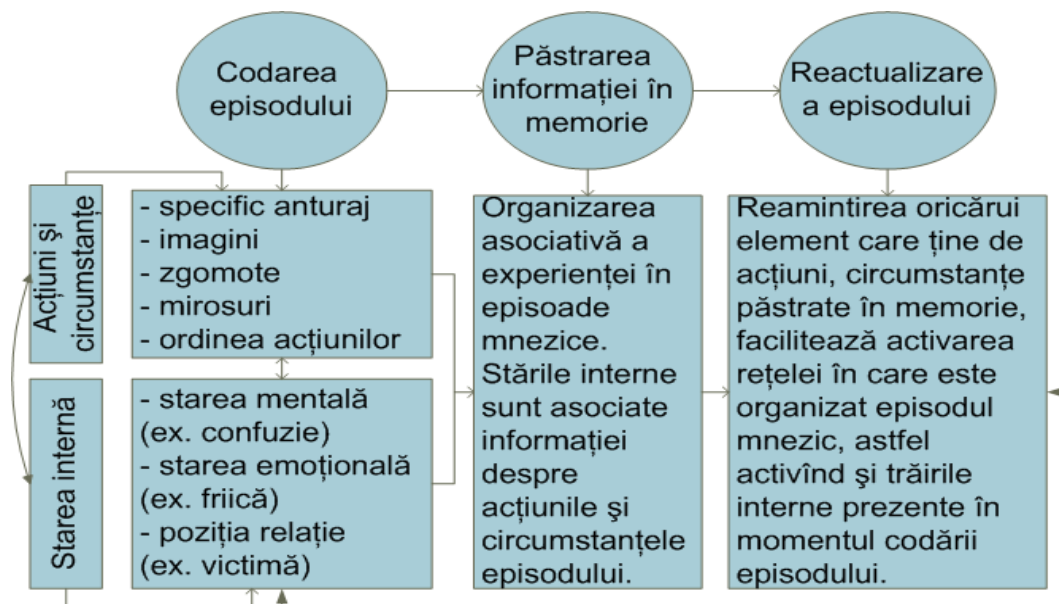 Codarea
episodului
Păstrarea
informației în
memorie
Reactualizare
a episodului
Acțiuni şi
circumstanțe
- specific anturaj
- imagini
- zgomote
- mirosuri
- ordinea acțiunilor
Starea internă
- starea mentală
(ex. confuzie)
- starea emoțională
(ex. friică)
- poziția relație
(ex. victimă)
Organizarea
asociativă a
experienței în
episoade
mnezice.
Stările interne
sunt asociate
informației
despre
acțiunile şi
circumstanțele
episodului.
Reamintirea oricărui
element care ține de
acțiuni, circumstanțe
păstrate în memorie,
facilitează activarea
rețelei în care este
organizat episodul
mnezic, astfel
activînd şi trăirile
interne prezente în
momentul codării
episodului.